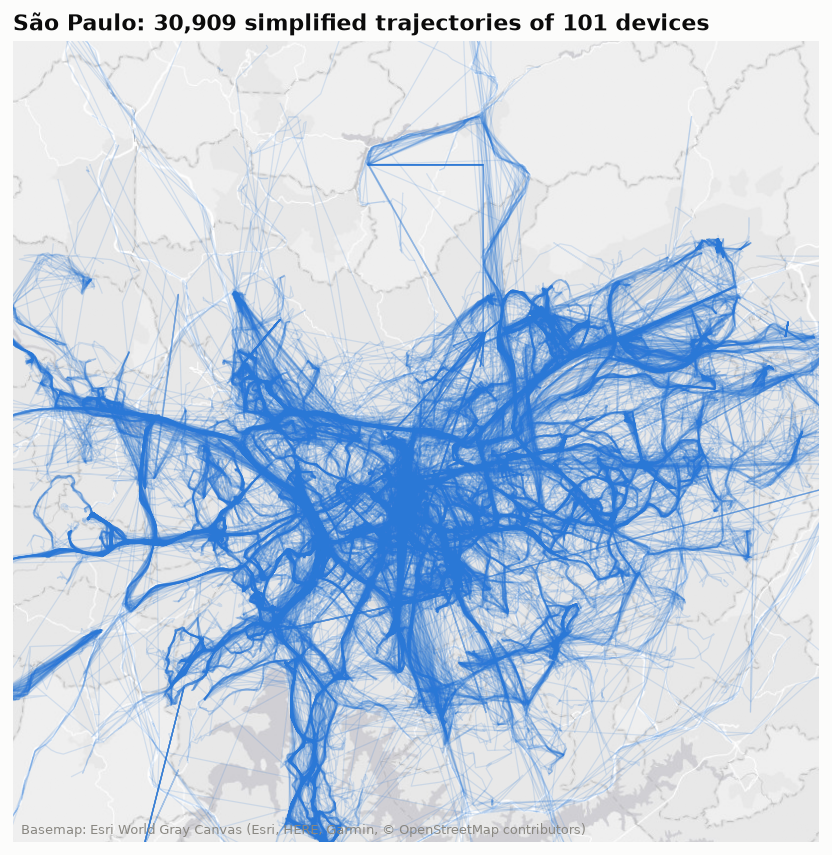 São Paulo: 30,909 simplified trajectories of 101 devices
Basemap: Esri World Gray Canvas (Esri, HERE, Garmin, © OpenStreetMap contributors)